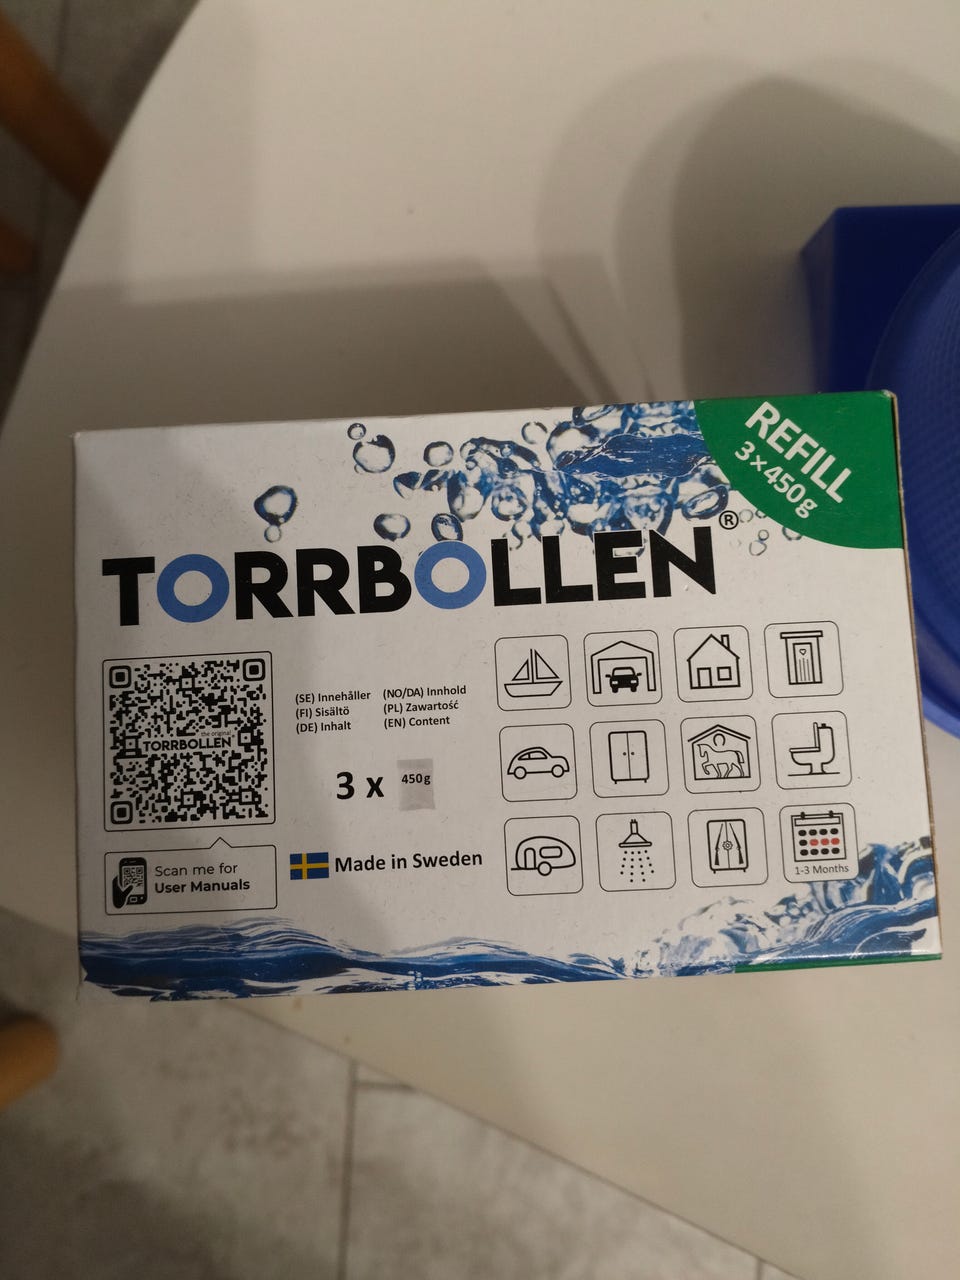 REFILL
3×450g
TORRBOLLEN®
(SE) Innehåller
(FI) Sisältö
(DE) Inhalt
(NO/DA) Innhold
(PL) Zawartość
(EN) Content
the original
TORRBOLLEN
3 x
450g
Scan me for
User Manuals
Made in Sweden
1-3 Months